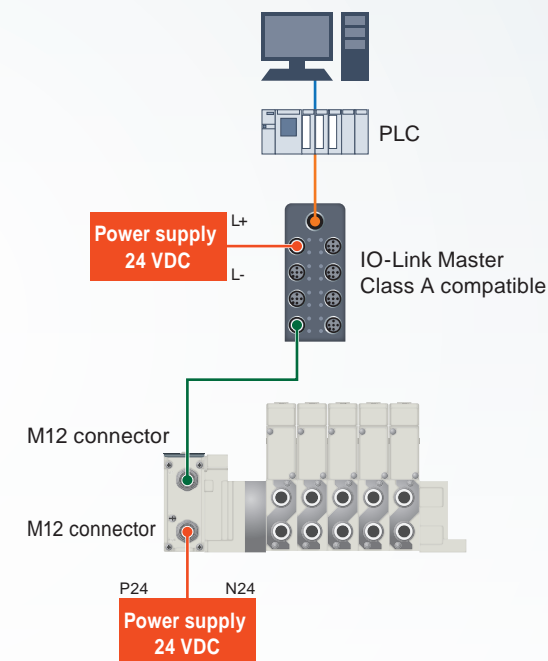 PLC
L+
Power supply
24 VDC
L-
IO-Link Master
Class A compatible
M12 connector
M12 connector
P24
N24
Power supply
24 VDC